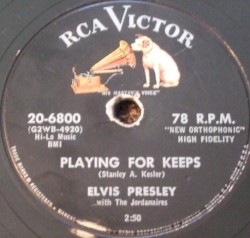 RCA VICTOR
"HIS MASTER'S VOICE"
20-6800
(G2WB-4920)
Hi-Lo Music
BMI
78 R.P.M.
"NEW ORTHOPHONIC"
HIGH FIDELITY
PLAYING FOR KEEPS
(Stanley A. Kesler)
ELVIS PRESLEY
...with The Jordanaires
2:50